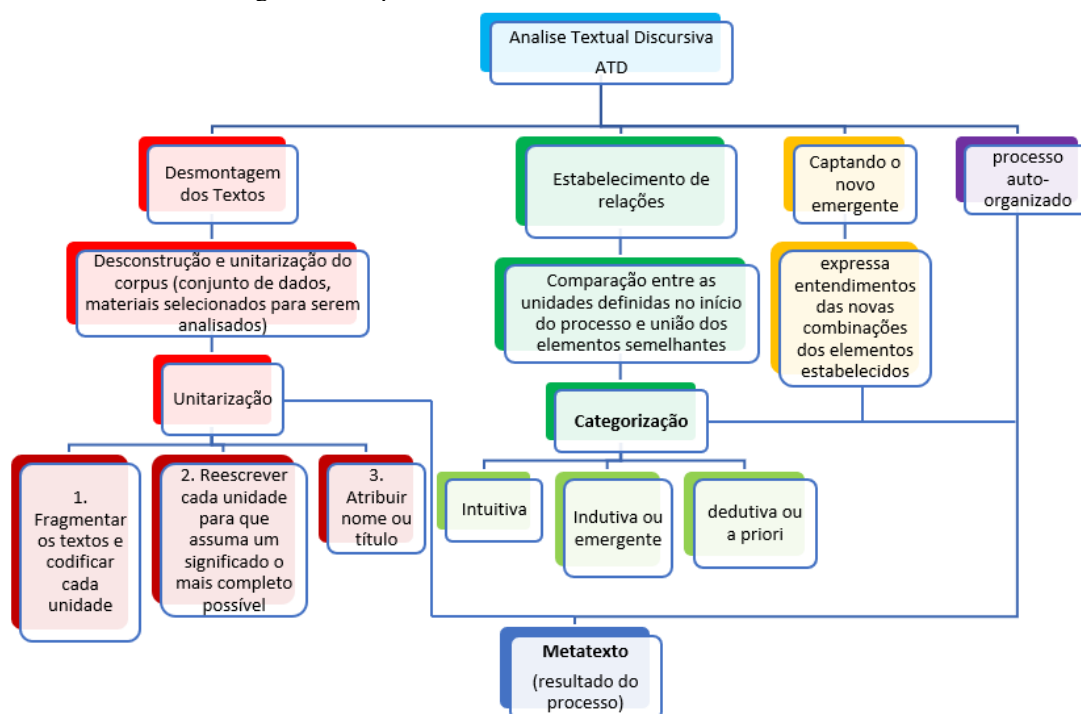 Analise Textual Discursiva
ATD
Desmontagem
dos Textos
Estabelecimento de
relações
Captando o
novo
emergente
processo
auto-
organizado
Desconstrução e unitarização do
corpus (conjunto de dados,
materiais selecionados para serem
analisados)
Comparação entre as
unidades definidas no início
do processo e união dos
elementos semelhantes
expressa
entendimentos
das novas
combinações
dos elementos
estabelecidos
Unitarização
Categorização
1.
Fragmentar
os textos e
codificar
cada
unidade
2. Reescrever
cada unidade
para que
assuma um
significado o
mais completo
possível
3.
Atribuir
nome ou
título
Intuitiva
Indutiva ou
emergente
dedutiva ou
a priori
Metatexto
(resultado do
processo)